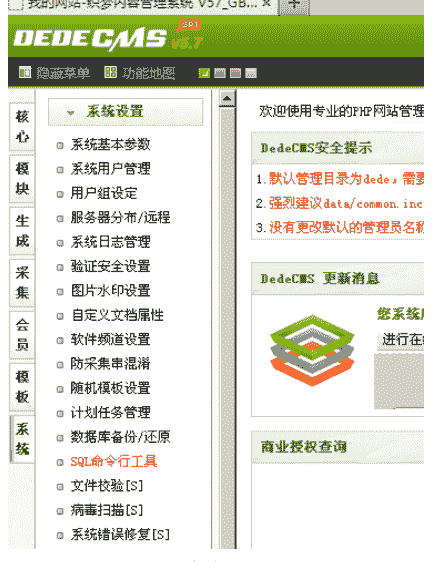 我的网站-织梦内容管理系统 V57_GB...
DEDECMS SP1 v5.7
隐藏菜单 功能地图
核心
模块
生成
采集
会员
模板
系统
系统设置
系统基本参数
系统用户管理
用户组设定
服务器分布/远程
系统日志管理
验证安全设置
图片水印设置
自定义文档属性
软件频道设置
防采集串混淆
随机模板设置
计划任务管理
数据库备份/还原
SQL命令行工具
文件校验[S]
病毒扫描[S]
系统错误修复[S]
欢迎使用专业的PHP网站管理
DedeCMS安全提示
1.默认管理目录为dede，需要
2.强烈建议data/common.inc
3.没有更改默认的管理员名称
DedeCMS 更新消息
您系统
进行在
商业授权查询